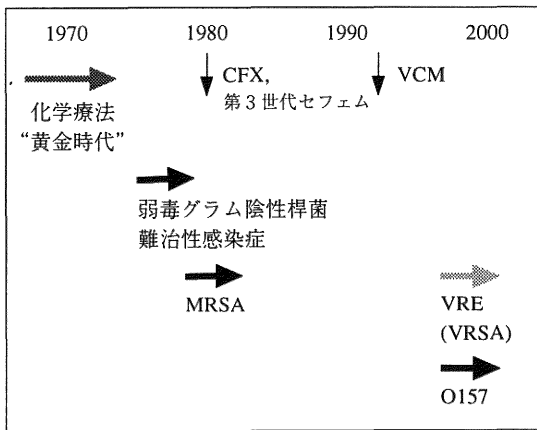 1970 1980 1990 2000
CFX, VCM
第3世代セフェム
化学療法
“黄金時代”
弱毒グラム陰性桿菌
難治性感染症
MRSA VRE
(VRSA)
O157